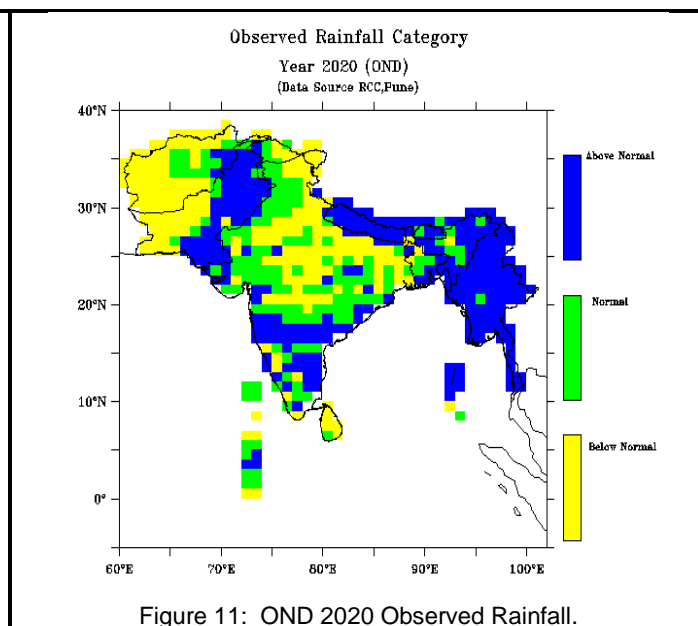 Observed Rainfall Category
Year 2020 (OND)
(Data Source RCC,Pune)
40°N
30°N
20°N
10°N
0°
60°E 70°E 80°E 90°E 100°E
Above Normal
Normal
Below Normal
Figure 11: OND 2020 Observed Rainfall.